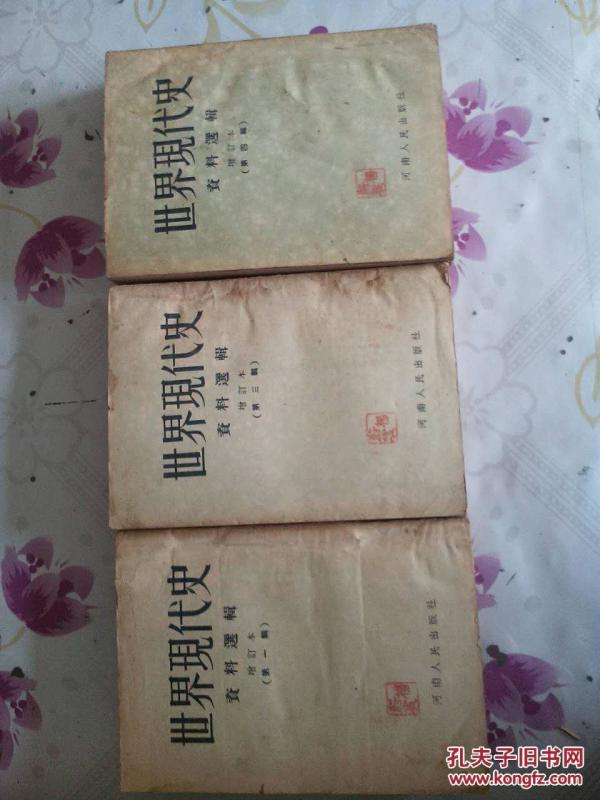 世界現代史
資料選輯
增訂本
(第四輯)
河南人民出版社
世界現代史
資料選輯
增訂本
(第三輯)
河南人民出版社
世界現代史
資料選輯
增訂本
(第一輯)
河南人民出版社
孔夫子旧书网
www.kongfz.com